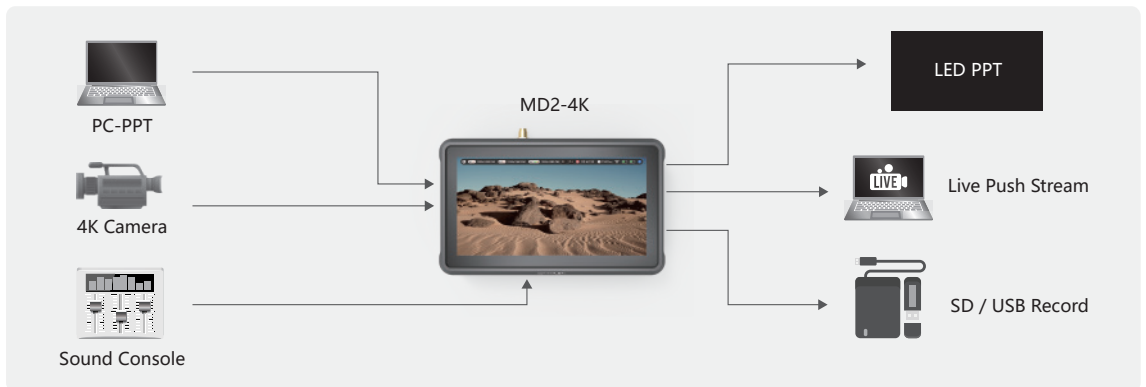 MD2-4K
LED PPT
PC-PPT
LIVE
Live Push Stream
4K Camera
SD / USB Record
Sound Console